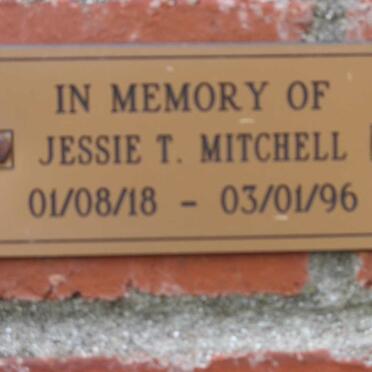 IN MEMORY OF
JESSIE T. MITCHELL
01/08/18 - 03/01/96